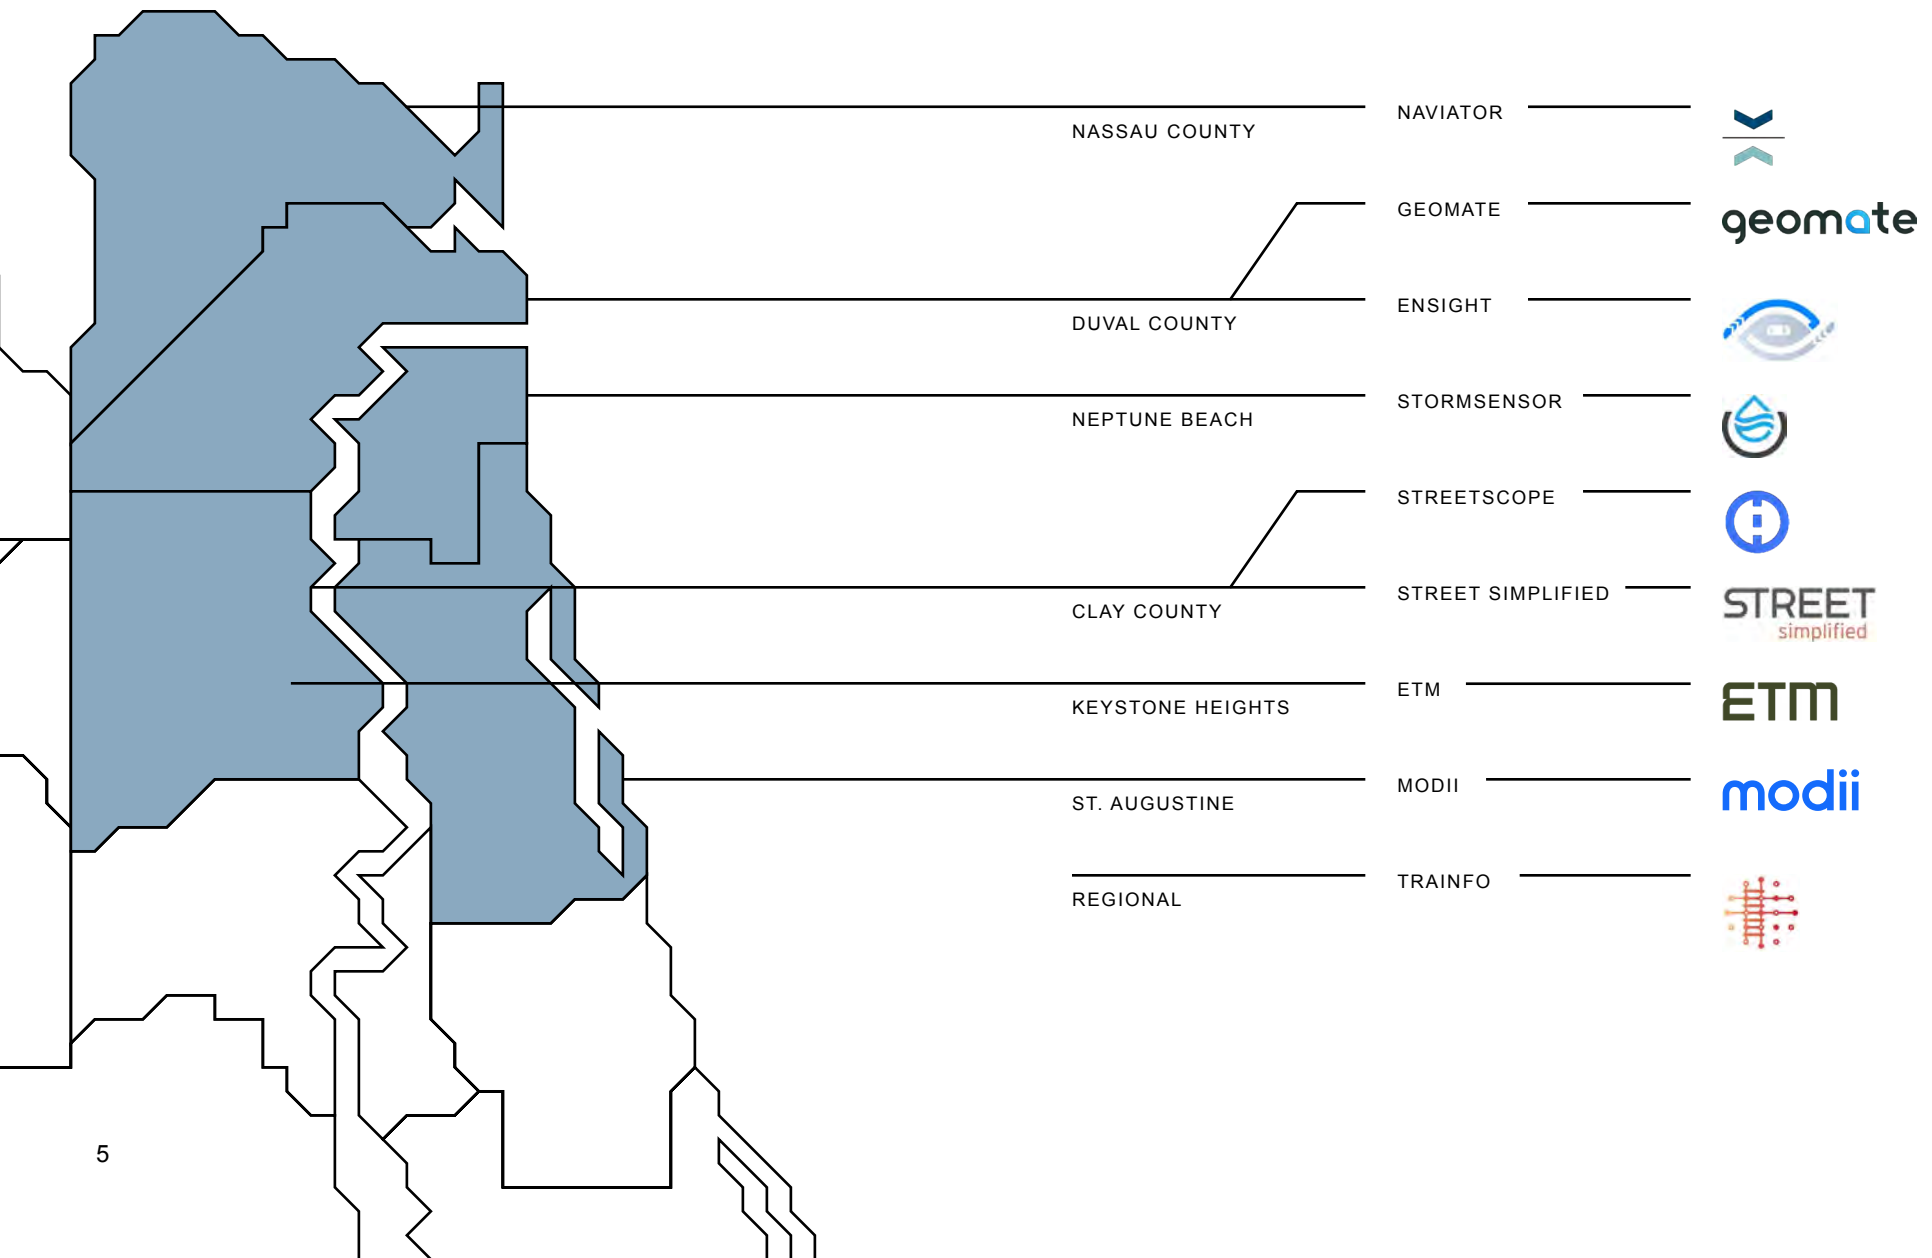 NASSAU COUNTY
NAVIATOR
GEOMATE
geomate
DUVAL COUNTY
ENSIGHT
NEPTUNE BEACH
STORMSENSOR
STREETSCOPE
CLAY COUNTY
STREET SIMPLIFIED
STREET
simplified
KEYSTONE HEIGHTS
ETM
ETM
ST. AUGUSTINE
MODII
modii
REGIONAL
TRAINFO
5